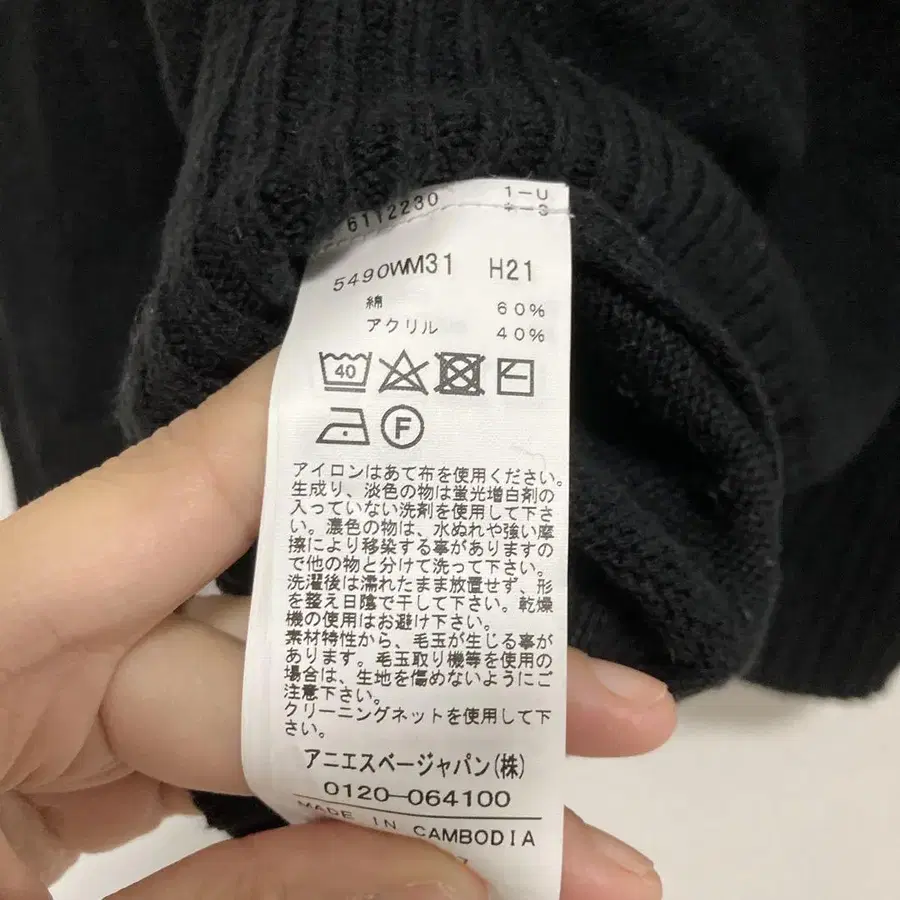 6112230 1-U
5490WM31 H21
綿 60%
アクリル 40%
40
F
アイロンはあて布を使用ください。
生成り、淡色の物は蛍光増白剤の
入っていない洗剤を使用して下さ
い。濃色の物は、水ぬれや強い摩
擦により移染する事がありますの
で他の物と分けて洗って下さい。
洗濯後は濡れたまま放置せず、形
を整え日陰で干して下さい。乾燥
機の使用はお避け下さい。
素材特性から、毛玉が生じる事が
あります。毛玉取り機等を使用の
場合は、生地を傷めないようにご
注意下さい。
クリーニングネットを使用して下
さい。
アニエスベージャパン(株)
0120-064100
MADE IN CAMBODIA